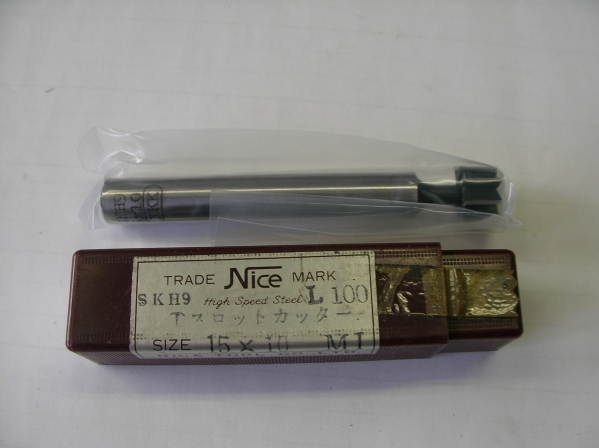 TRADE Nice MARK
SKH9 High Speed Steel L 100
Tスロットカッター
SIZE 15 × 10 MI